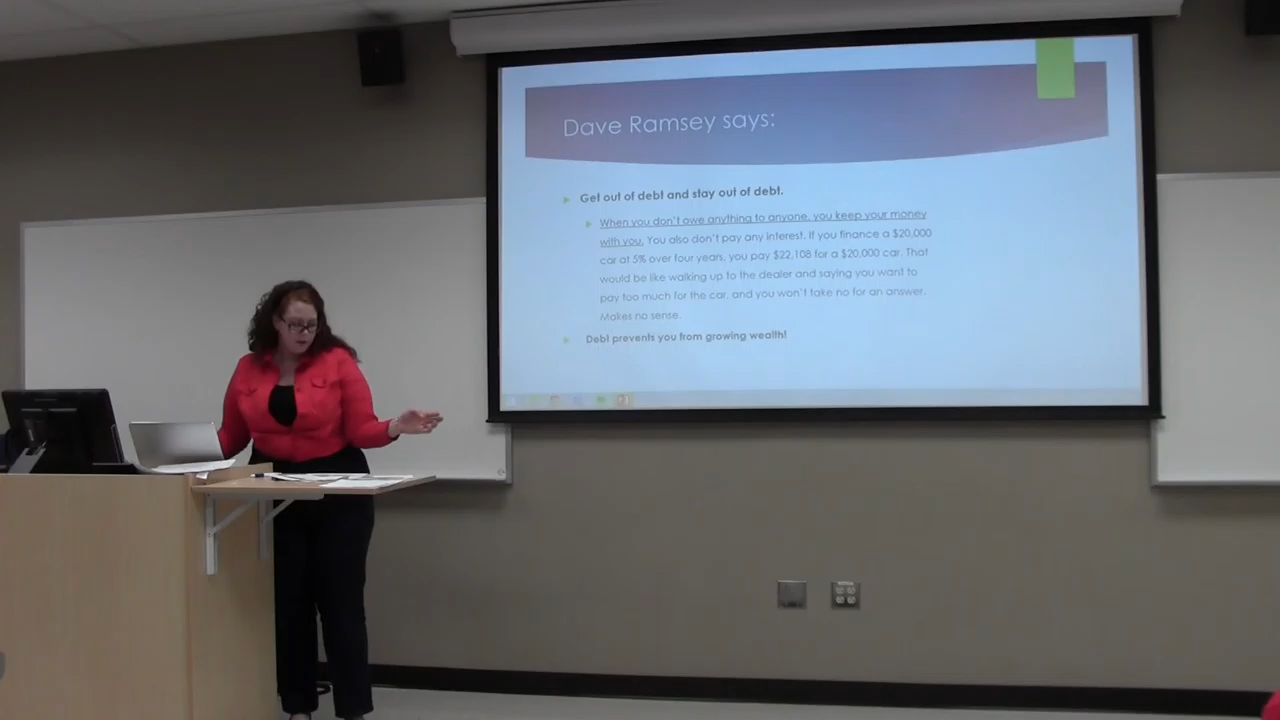 Dave Ramsey says:
Get out of debt and stay out of debt.
When you don't owe anything to anyone, you keep your money
with you. You also don't pay any interest. If you finance a $20,000
car at 5% over four years, you pay $22,108 for a $20,000 car. That
would be like walking up to the dealer and saying you want to
pay too much for the car, and you won't take no for an answer.
Makes no sense.
Debt prevents you from growing wealth!